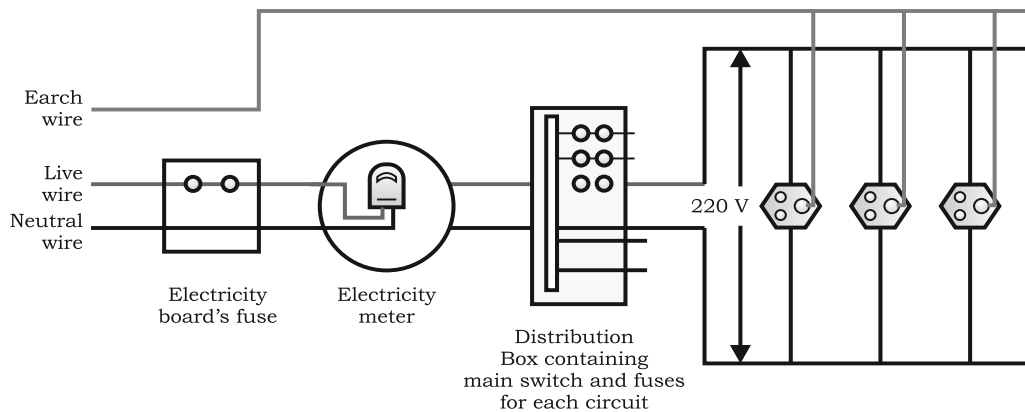 Earch
wire
Live
wire
Neutral
wire
220 V
Electricity
board's fuse
Electricity
meter
Distribution
Box containing
main switch and fuses
for each circuit